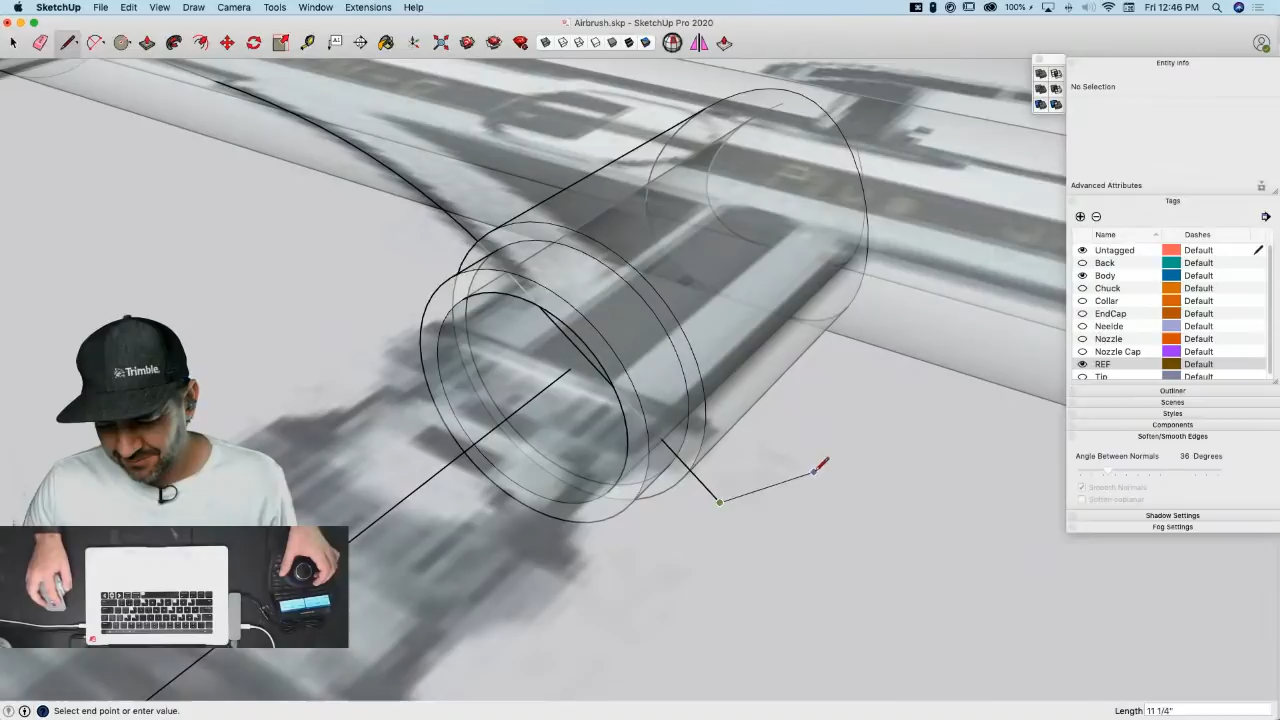 SketchUp File Edit View Draw Camera Tools Window Extensions Help 100% Fri 12:46 PM
Airbrush.skp - SketchUp Pro 2020
Entity Info
No Selection
Advanced Attributes
Tags
Name Dashes
Untagged Default
Back Default
Body Default
Chuck Default
Collar Default
EndCap Default
Neelde Default
Nozzle Default
Nozzle Cap Default
REF Default
Tip Default
Outliner
Scenes
Styles
Components
Soften/Smooth Edges
Angle Between Normals 36 Degrees
Smooth Normals
Soften coplanar
Shadow Settings
Fog Settings
Trimble
Select end point or enter value.
Length 11 1/4"